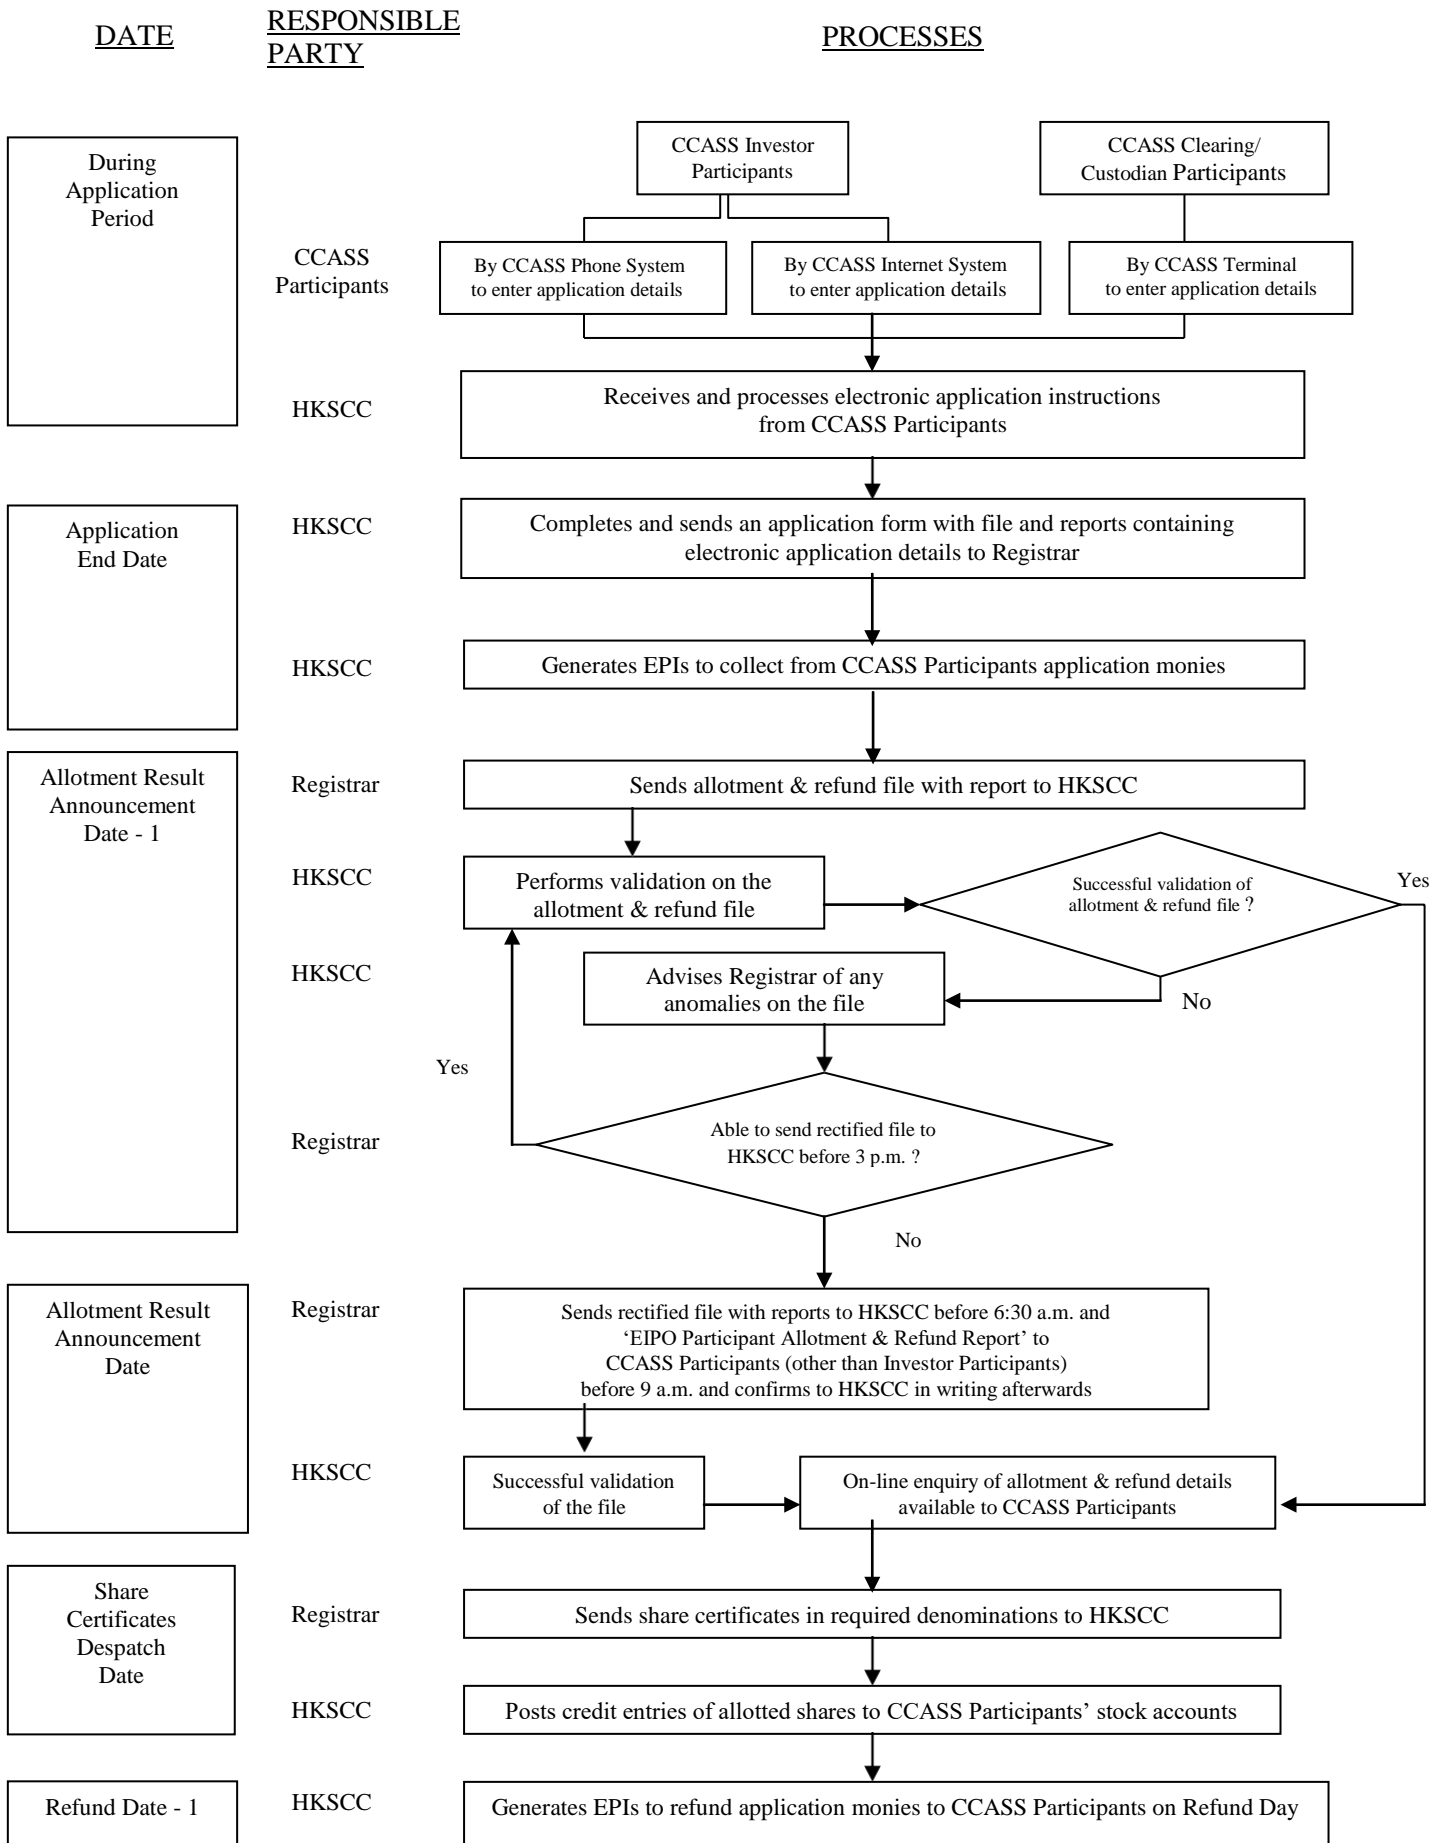 DATE
RESPONSIBLE
PARTY
PROCESSES
During
Application
Period
CCASS Investor
Participants
CCASS Clearing/
Custodian Participants
CCASS
Participants
By CCASS Phone System
to enter application details
By CCASS Internet System
to enter application details
By CCASS Terminal
to enter application details
HKSCC
Receives and processes electronic application instructions
from CCASS Participants
Application
End Date
HKSCC
Completes and sends an application form with file and reports containing
electronic application details to Registrar
HKSCC
Generates EPIs to collect from CCASS Participants application monies
Allotment Result
Announcement
Date - 1
Registrar
Sends allotment & refund file with report to HKSCC
HKSCC
Performs validation on the
allotment & refund file
Successful validation of
allotment & refund file ?
Yes
HKSCC
Advises Registrar of any
anomalies on the file
No
Yes
Registrar
Able to send rectified file to
HKSCC before 3 p.m. ?
No
Allotment Result
Announcement
Date
Registrar
Sends rectified file with reports to HKSCC before 6:30 a.m. and
‘EIPO Participant Allotment & Refund Report’ to
CCASS Participants (other than Investor Participants)
before 9 a.m. and confirms to HKSCC in writing afterwards
HKSCC
Successful validation
of the file
On-line enquiry of allotment & refund details
available to CCASS Participants
Share
Certificates
Despatch
Date
Registrar
Sends share certificates in required denominations to HKSCC
HKSCC
Posts credit entries of allotted shares to CCASS Participants’ stock accounts
Refund Date - 1
HKSCC
Generates EPIs to refund application monies to CCASS Participants on Refund Day